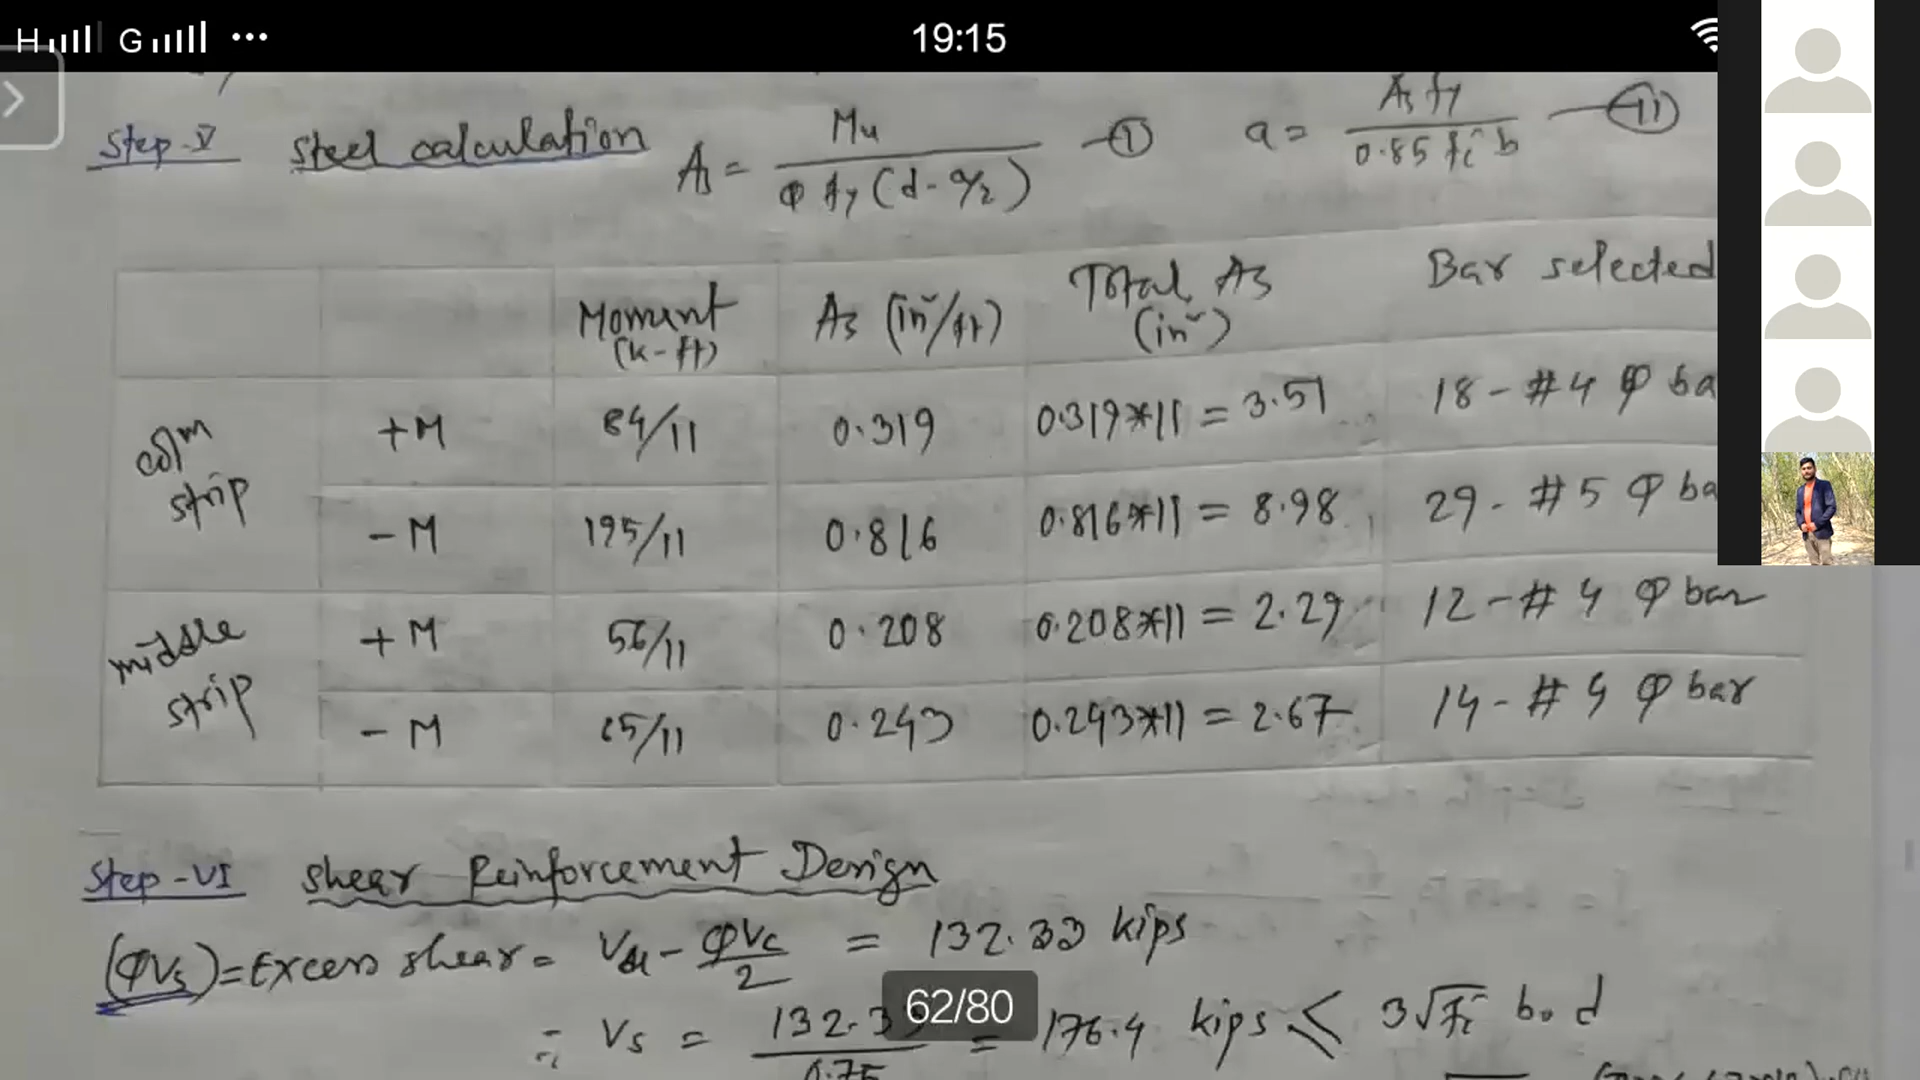 H G ...
19:15
Step-V Steel calculation As = Mu / φ fy (d - a/2) —Ⓘ a = As fy / 0.85 fc' b —(II)
Moment (k-ft) As (in²/ft) Total As (in²) Bar selected
colm strip +M 84/11 0.319 0.319*11 = 3.51 18 - #4 φ ba
-M 195/11 0.816 0.816*11 = 8.98 29 - #5 φ ba
middle strip +M 56/11 0.208 0.208*11 = 2.29 12 - #4 φ bar
-M 65/11 0.243 0.243*11 = 2.67 14 - #4 φ bar
Step-VI Shear Reinforcement Design
(φVs) = Excess shear = Vu - φVc / 2 = 132.33 kips
∴ Vs = 132.33 / 0.75 = 176.4 kips < 3√fc' bo d
62/80